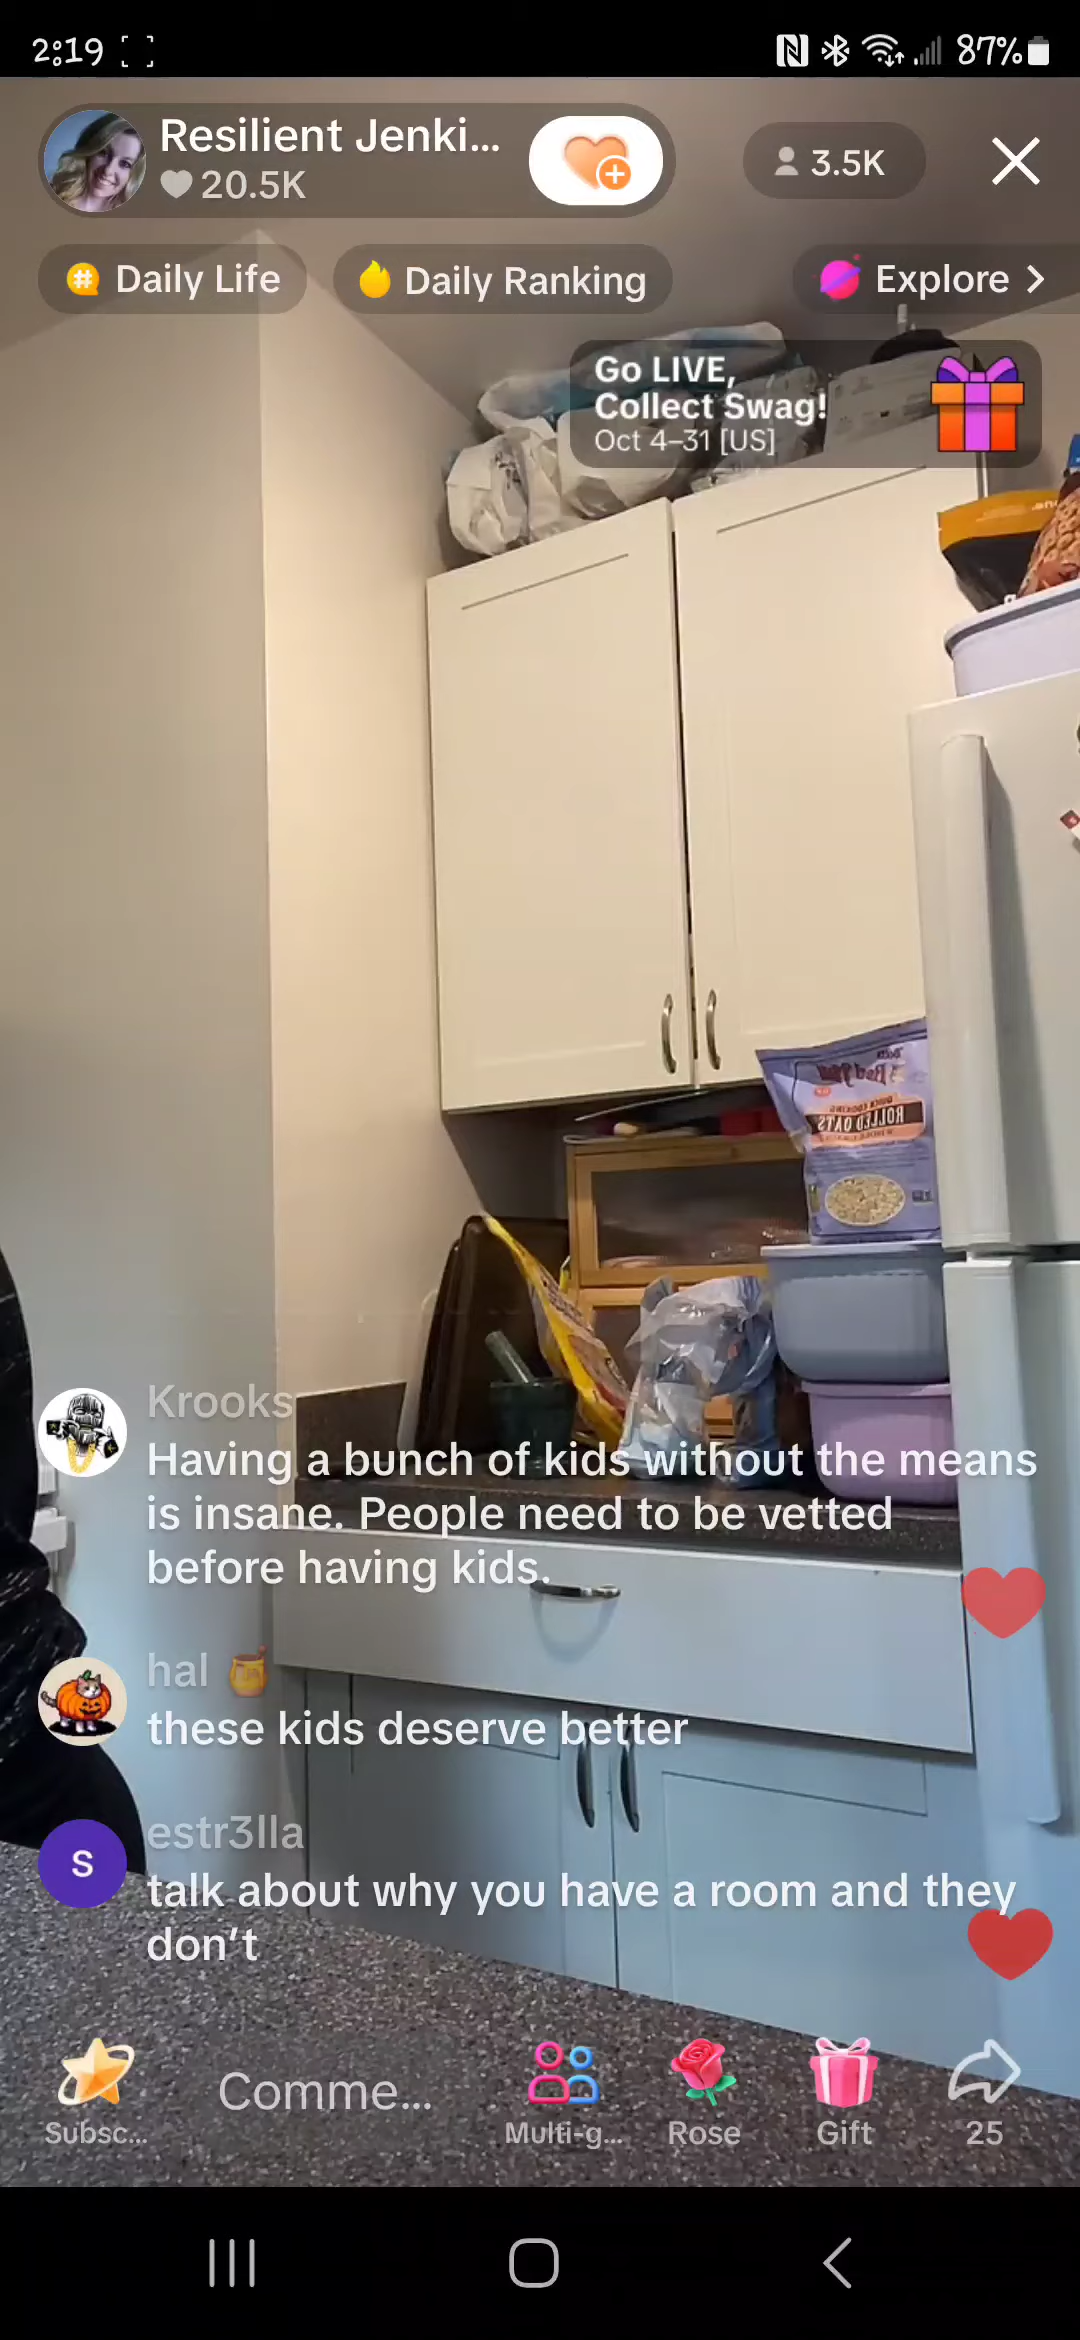 2:19
87%
Resilient Jenki...
20.5K
3.5K
Daily Life
Daily Ranking
Explore >
Go LIVE,
Collect Swag!
Oct 4–31 [US]
ROLLED OATS
Krooks
Having a bunch of kids without the means
is insane. People need to be vetted
before having kids.
hal
these kids deserve better
S
estr3lla
talk about why you have a room and they
don't
Subsc...
Comme...
Multi-g...
Rose
Gift
25